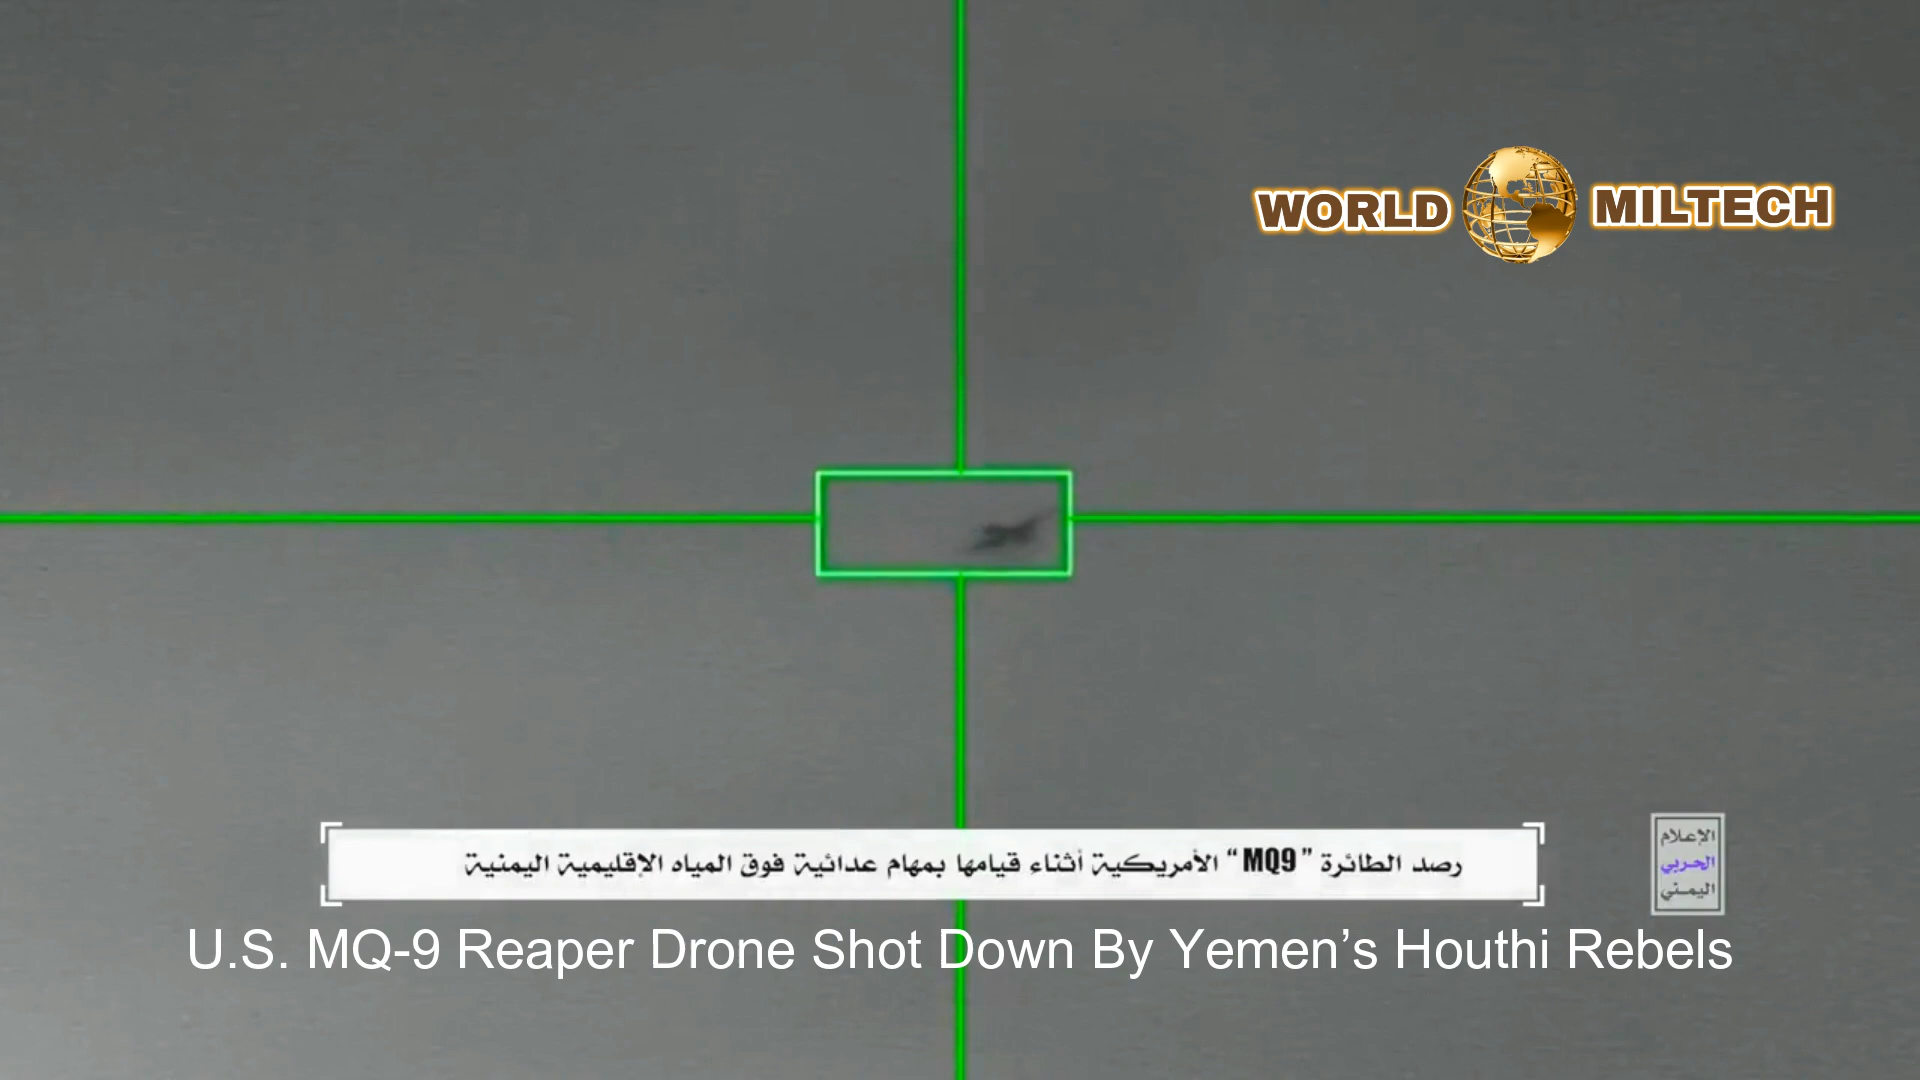 WORLD MILTECH
رصد الطائرة " MQ9 " الأمريكية أثناء قيامها بمهام عدائية فوق المياه الإقليمية اليمنية
الإعلام
الحربي
اليمني
U.S. MQ-9 Reaper Drone Shot Down By Yemen’s Houthi Rebels